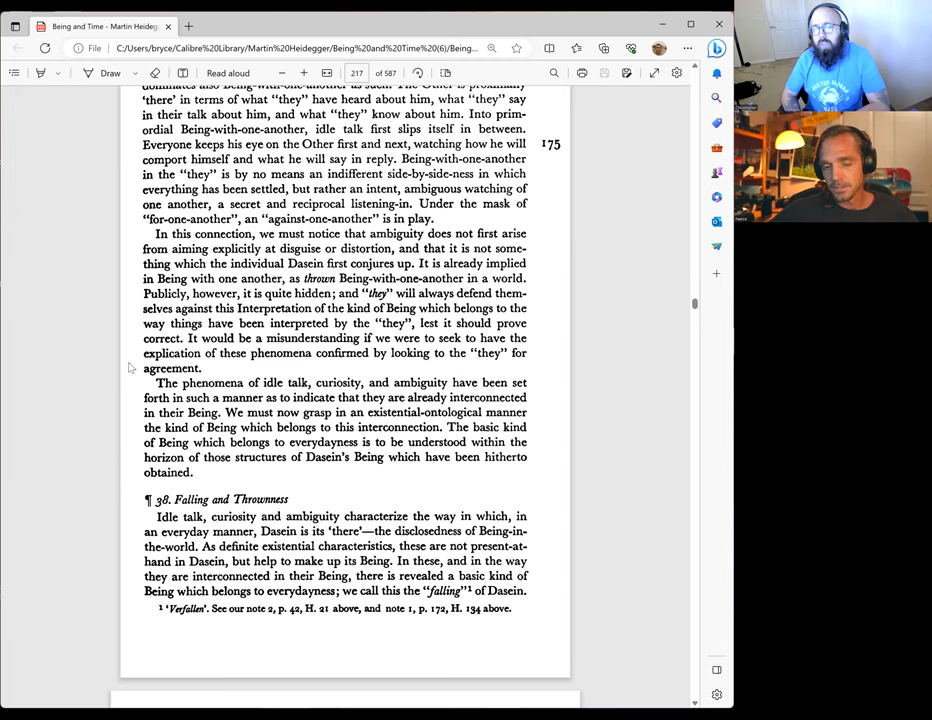 Being and Time - Martin Heideg
File
C:/Users/bryce/Calibre%20Library/Martin%20Heidegger/Being%20and%20Time%20(6)/Being...
Draw
Read aloud
217 of 587
dominates also Being-with-one-another as such. The Other is proximally
'there' in terms of what "they" have heard about him, what "they" say
in their talk about him, and what "they" know about him. Into prim-
ordial Being-with-one-another, idle talk first slips itself in between.
Everyone keeps his eye on the Other first and next, watching how he will
175
comport himself and what he will say in reply. Being-with-one-another
in the "they" is by no means an indifferent side-by-side-ness in which
everything has been settled, but rather an intent, ambiguous watching of
one another, a secret and reciprocal listening-in. Under the mask of
"for-one-another", an "against-one-another" is in play.
In this connection, we must notice that ambiguity does not first arise
from aiming explicitly at disguise or distortion, and that it is not some-
thing which the individual Dasein first conjures up. It is already implied
in Being with one another, as thrown Being-with-one-another in a world.
Publicly, however, it is quite hidden; and "they" will always defend them-
selves against this Interpretation of the kind of Being which belongs to the
way things have been interpreted by the "they", lest it should prove
correct. It would be a misunderstanding if we were to seek to have the
explication of these phenomena confirmed by looking to the "they" for
agreement.
The phenomena of idle talk, curiosity, and ambiguity have been set
forth in such a manner as to indicate that they are already interconnected
in their Being. We must now grasp in an existential-ontological manner
the kind of Being which belongs to this interconnection. The basic kind
of Being which belongs to everydayness is to be understood within the
horizon of those structures of Dasein's Being which have been hitherto
obtained.
¶ 38. Falling and Thrownness
Idle talk, curiosity and ambiguity characterize the way in which, in
an everyday manner, Dasein is its 'there'—the disclosedness of Being-in-
the-world. As definite existential characteristics, these are not present-at-
hand in Dasein, but help to make up its Being. In these, and in the way
they are interconnected in their Being, there is revealed a basic kind of
Being which belongs to everydayness; we call this the "falling"¹ of Dasein.
¹ 'Verfallen'. See our note 2, p. 42, H. 21 above, and note 1, p. 172, H. 134 above.